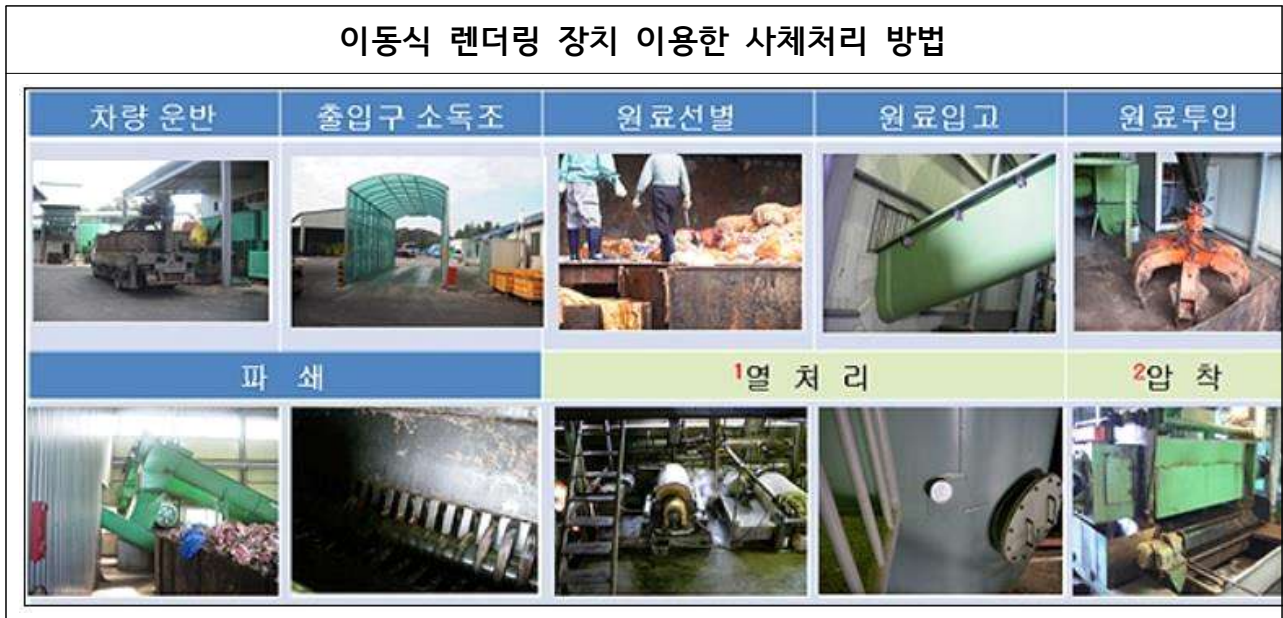 이동식 렌더링 장치 이용한 사체처리 방법
차량 운반 출입구 소독조 원료선별 원료입고 원료투입
파 쇄 1열 처 리 2압 착